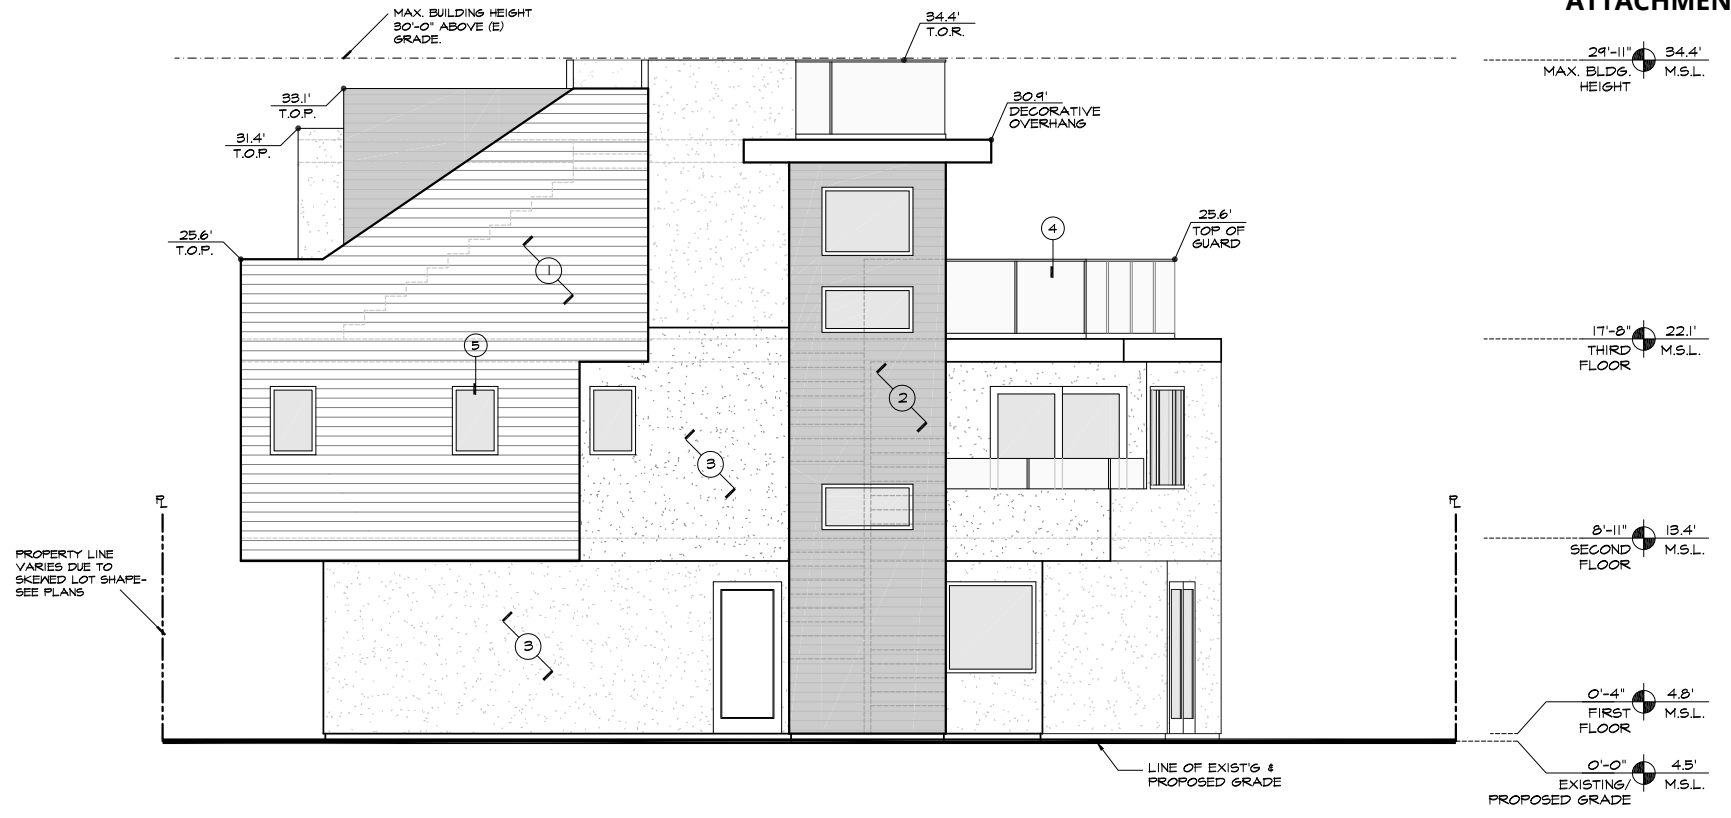 ATTACHMEN
MAX. BUILDING HEIGHT
30'-0" ABOVE (E)
GRADE.
34.4'
T.O.R.
29'-11" 34.4'
MAX. BLDG. M.S.L.
HEIGHT
33.1'
T.O.P.
30.9'
DECORATIVE
OVERHANG
31.4'
T.O.P.
25.6'
T.O.P.
4
25.6'
TOP OF
GUARD
1
5
17'-8" 22.1'
THIRD M.S.L.
FLOOR
2
3
PL
PL
8'-11" 13.4'
SECOND M.S.L.
FLOOR
PROPERTY LINE
VARIES DUE TO
SKEWED LOT SHAPE-
SEE PLANS
3
0'-4" 4.8'
FIRST M.S.L.
FLOOR
LINE OF EXIST'G &
PROPOSED GRADE
0'-0" 4.5'
EXISTING/ M.S.L.
PROPOSED GRADE